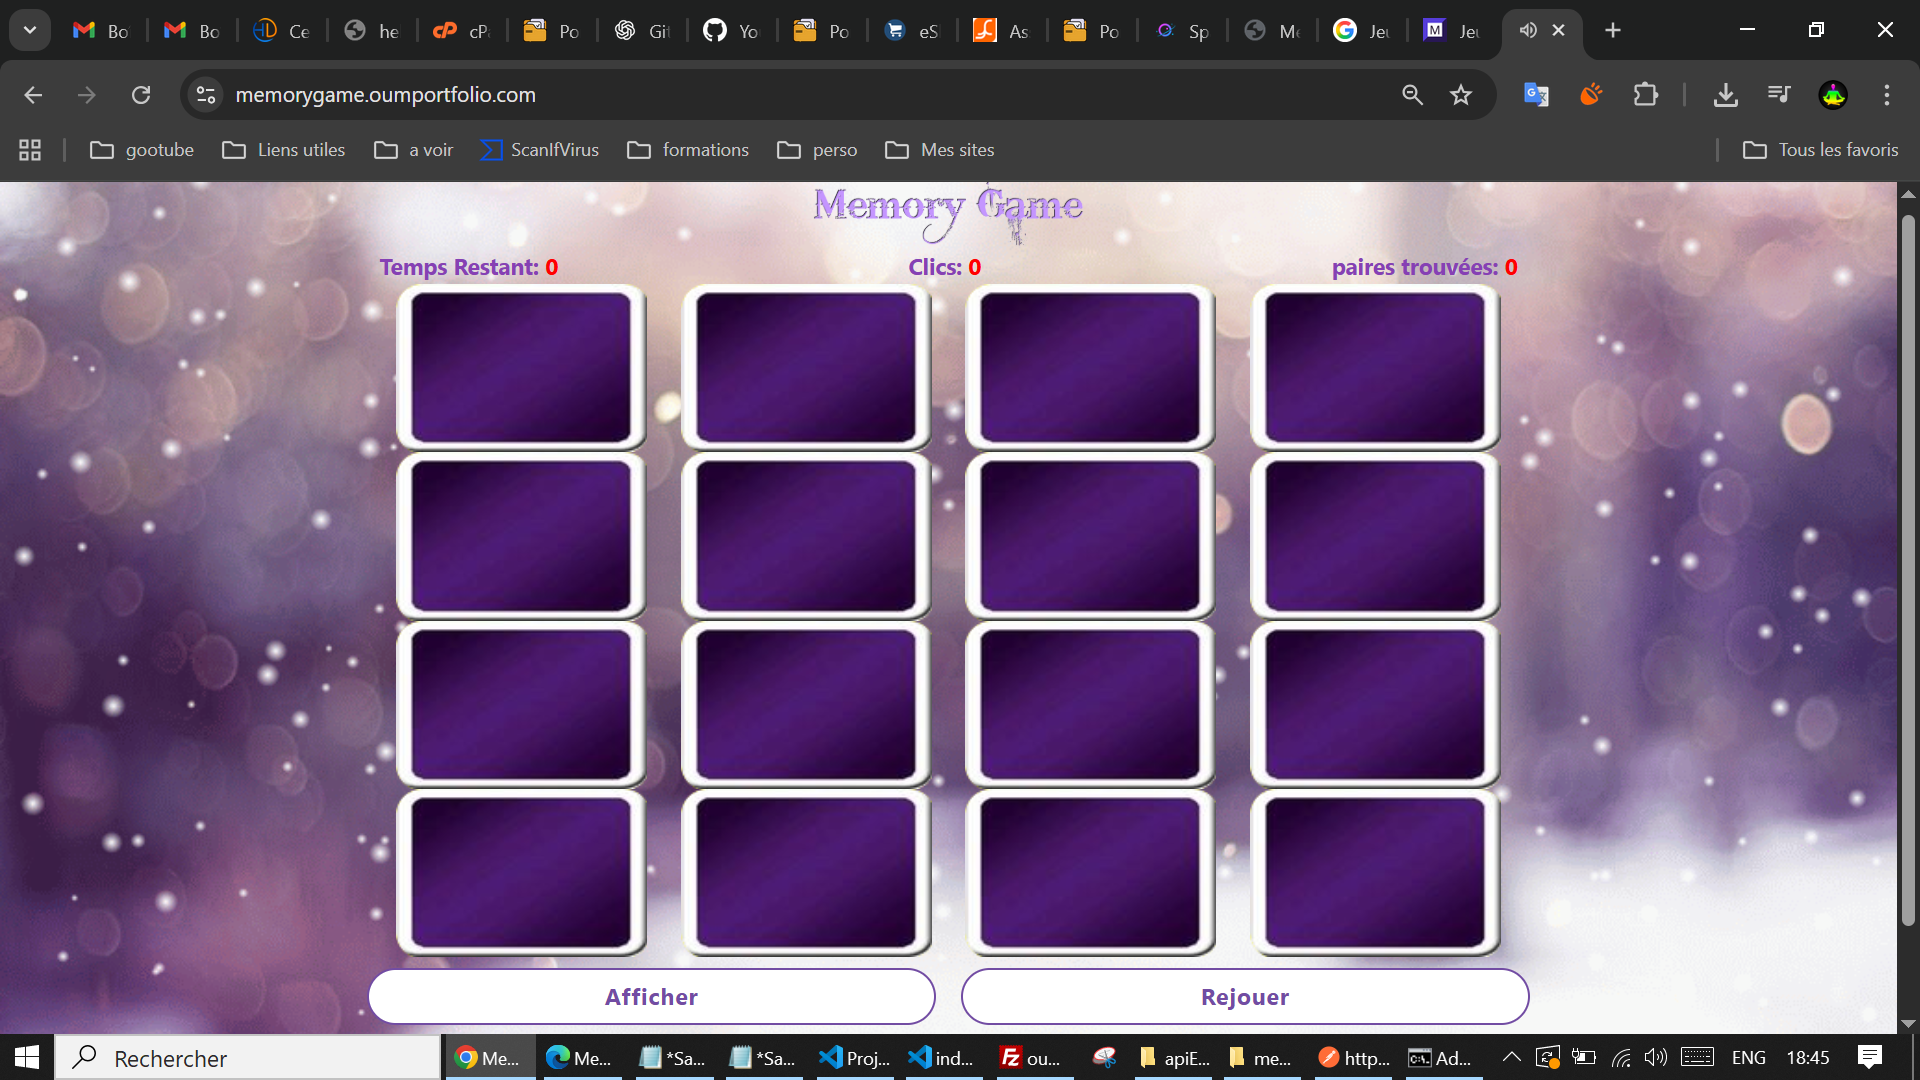 Bo
Bo
Ce
he
cP
Po
Git
Yo
Po
eS
As
Po
Sp
Me
Jeu
Jeu
memorygame.oumportfolio.com
gootube
Liens utiles
a voir
ScanIfVirus
formations
perso
Mes sites
Tous les favoris
Memory Game
Temps Restant: 0
Clics: 0
paires trouvées: 0
Afficher
Rejouer
Rechercher
Me...
Me...
*Sa...
*Sa...
Proj...
ind...
ou...
apiE...
me...
http...
Ad...
ENG
18:45